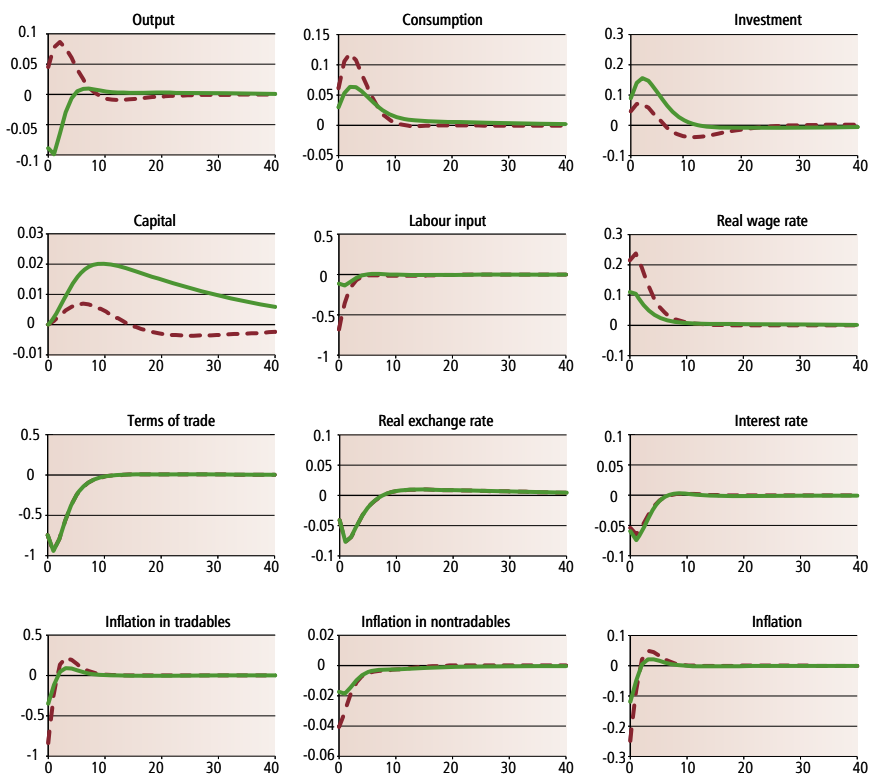 Output
0.1
0.05
0
-0.05
-0.1
0 10 20 30 40
Consumption
0.15
0.10
0.05
0
-0.05
0 10 20 30 40
Investment
0.3
0.2
0.1
0
-0.1
0 10 20 30 40
Capital
0.03
0.02
0.01
0
-0.01
0 10 20 30 40
Labour input
0.5
0
-0.5
-1
0 10 20 30 40
Real wage rate
0.3
0.2
0.1
0
-0.1
0 10 20 30 40
Terms of trade
0.5
0
-0.5
-1
0 10 20 30 40
Real exchange rate
0.1
0.05
0
-0.05
-0.1
0 10 20 30 40
Interest rate
0.1
0.05
0
-0.05
-0.1
0 10 20 30 40
Inflation in tradables
0.5
0
-0.5
-1
0 10 20 30 40
Inflation in nontradables
0.02
0
-0.02
-0.04
-0.06
0 10 20 30 40
Inflation
0.1
0
-0.1
-0.2
-0.3
0 10 20 30 40